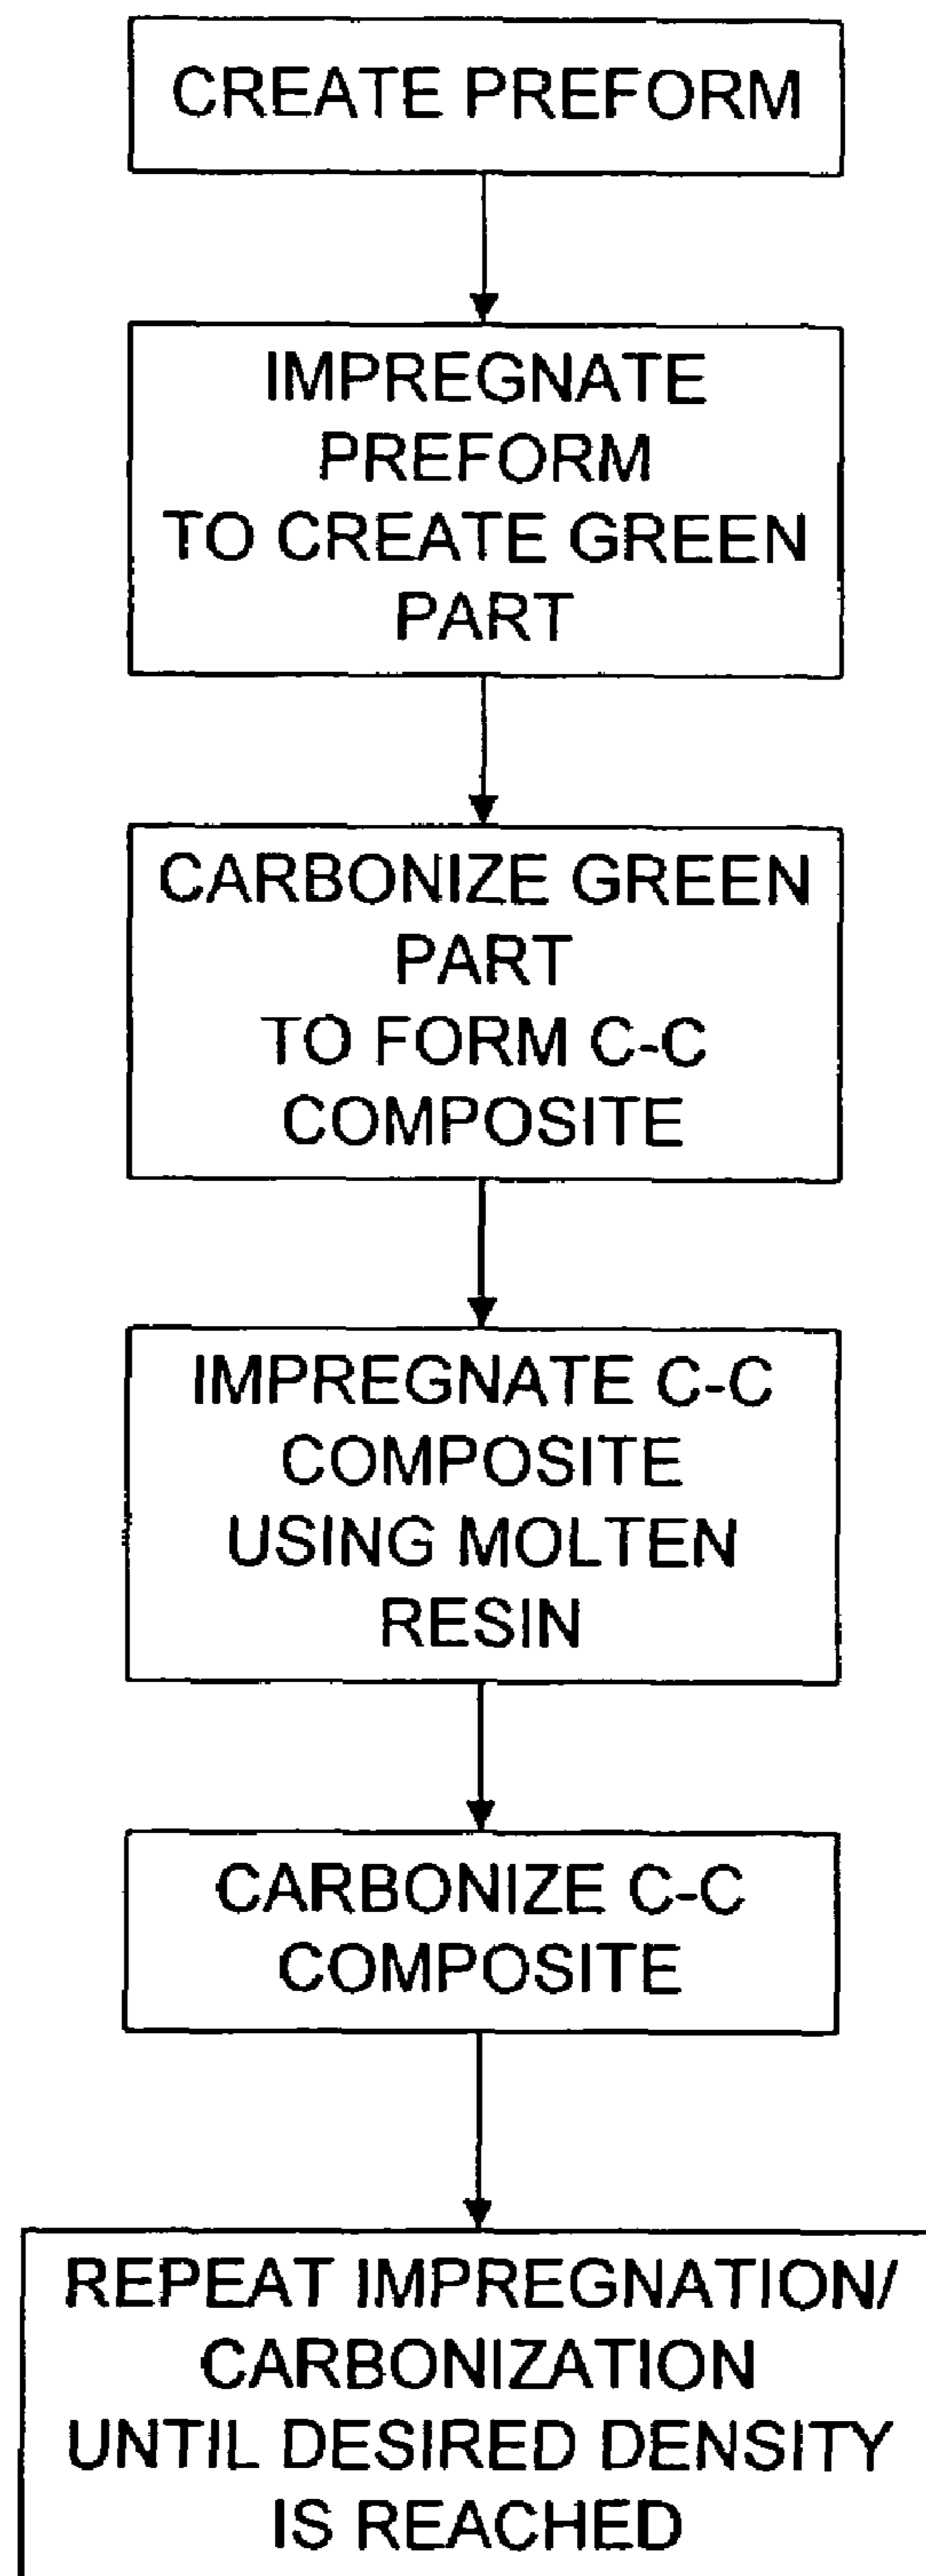 CREATE PREFORM
IMPREGNATE
PREFORM
TO CREATE GREEN
PART
CARBONIZE GREEN
PART
TO FORM C-C
COMPOSITE
IMPREGNATE C-C
COMPOSITE
USING MOLTEN
RESIN
CARBONIZE C-C
COMPOSITE
REPEAT IMPREGNATION/
CARBONIZATION
UNTIL DESIRED DENSITY
IS REACHED